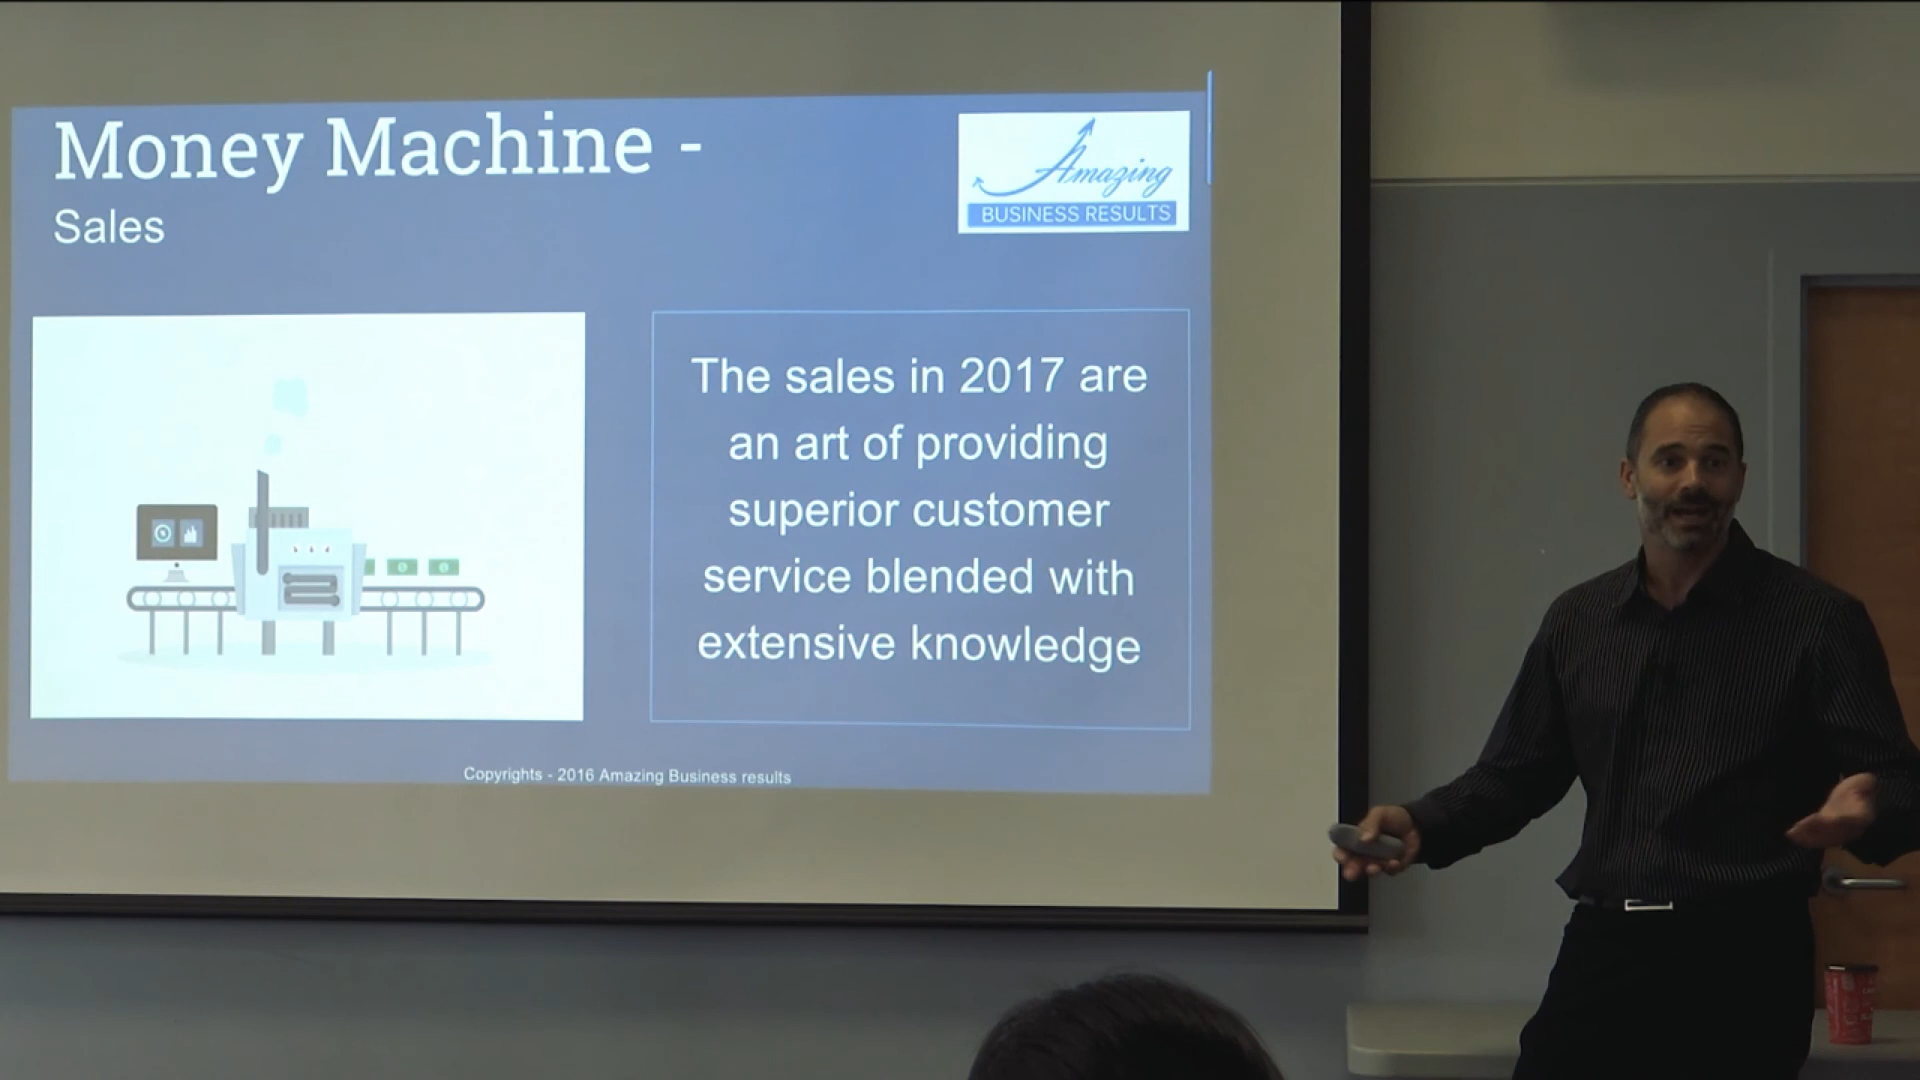 Money Machine -
Sales
Amazing
BUSINESS RESULTS
The sales in 2017 are
an art of providing
superior customer
service blended with
extensive knowledge
Copyrights - 2016 Amazing Business results